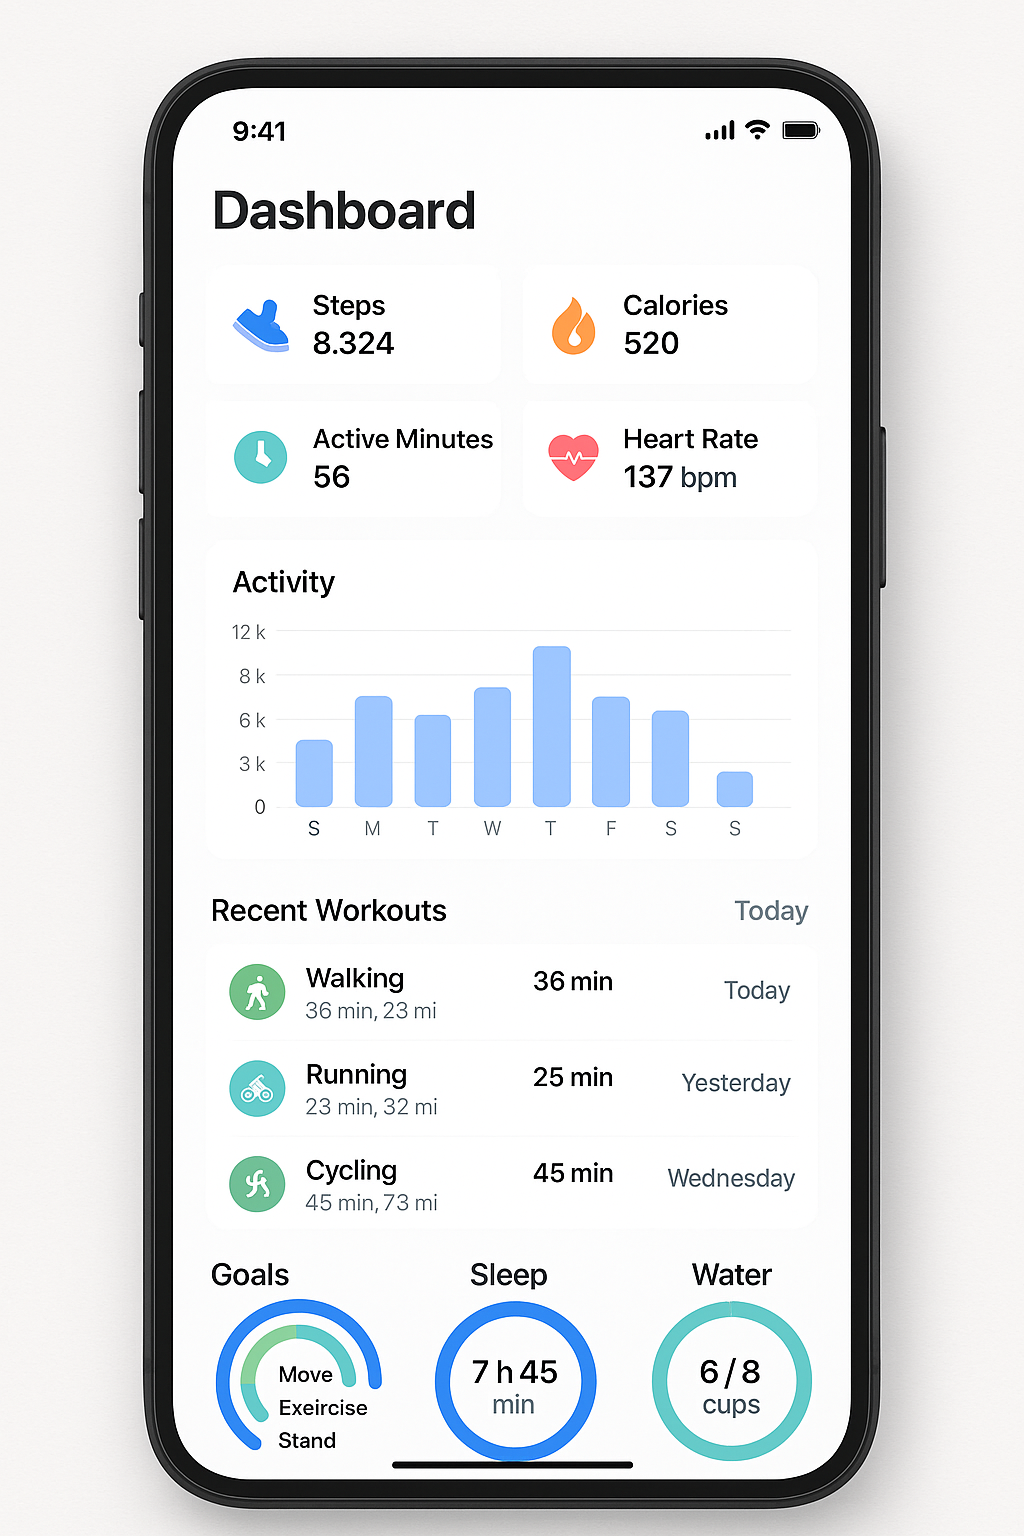 9:41
Dashboard
Steps
8.324
Calories
520
Active Minutes
56
Heart Rate
137 bpm
Activity
12 k
8 k
6 k
3 k
0
S M T W T F S S
Recent Workouts Today
Walking 36 min Today
36 min, 23 mi
Running 25 min Yesterday
23 min, 32 mi
Cycling 45 min Wednesday
45 min, 73 mi
Goals
Move
Exeircise
Stand
Sleep
7 h 45
min
Water
6 / 8
cups